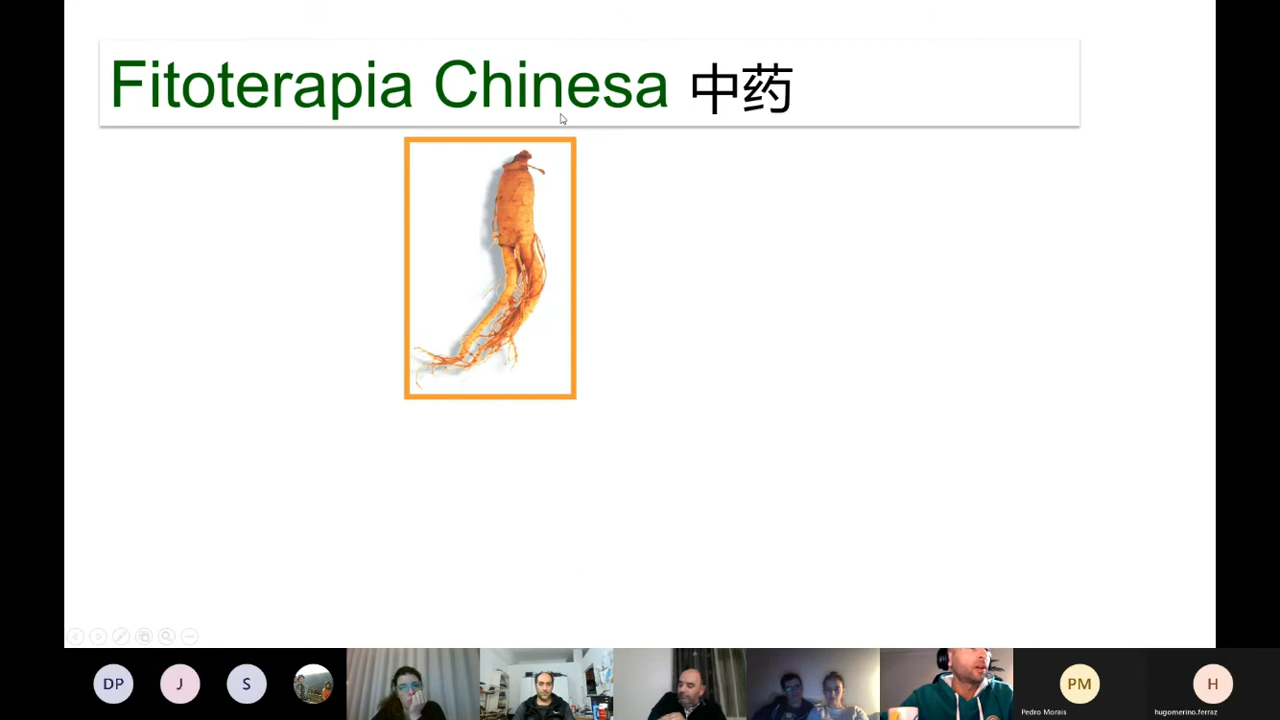 Fitoterapia Chinesa 中药
DP
J
S
PM
H
Pedro Morais
hugomerino.ferraz